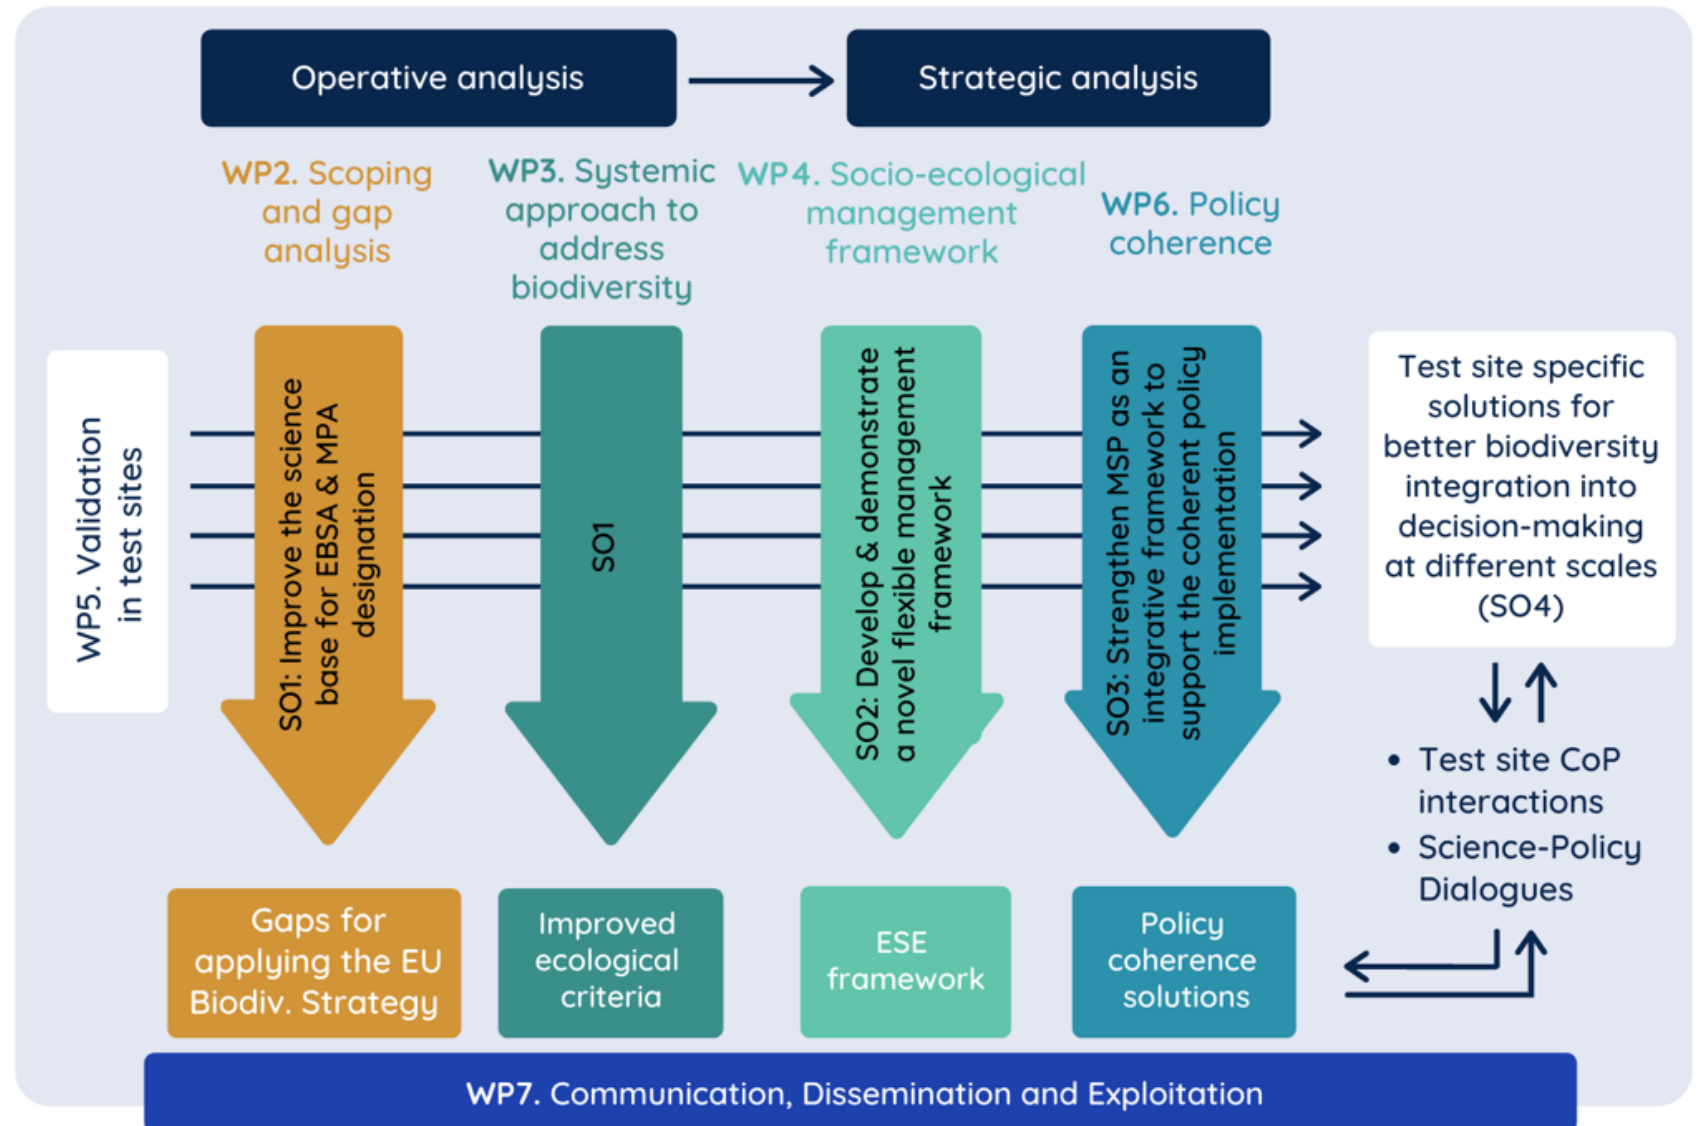 Operative analysis
Strategic analysis
WP2. Scoping
and gap
analysis
WP3. Systemic
approach to
address
biodiversity
WP4. Socio-ecological
management
framework
WP6. Policy
coherence
WP5. Validation
in test sites
SO1: Improve the science
base for EBSA & MPA
designation
SO1
SO2: Develop & demonstrate
a novel flexible management
framework
SO3: Strengthen MSP as an
integrative framework to
support the coherent policy
implementation
Test site specific
solutions for
better biodiversity
integration into
decision-making
at different scales
(SO4)
• Test site CoP
interactions
• Science-Policy
Dialogues
Gaps for
applying the EU
Biodiv. Strategy
Improved
ecological
criteria
ESE
framework
Policy
coherence
solutions
WP7. Communication, Dissemination and Exploitation